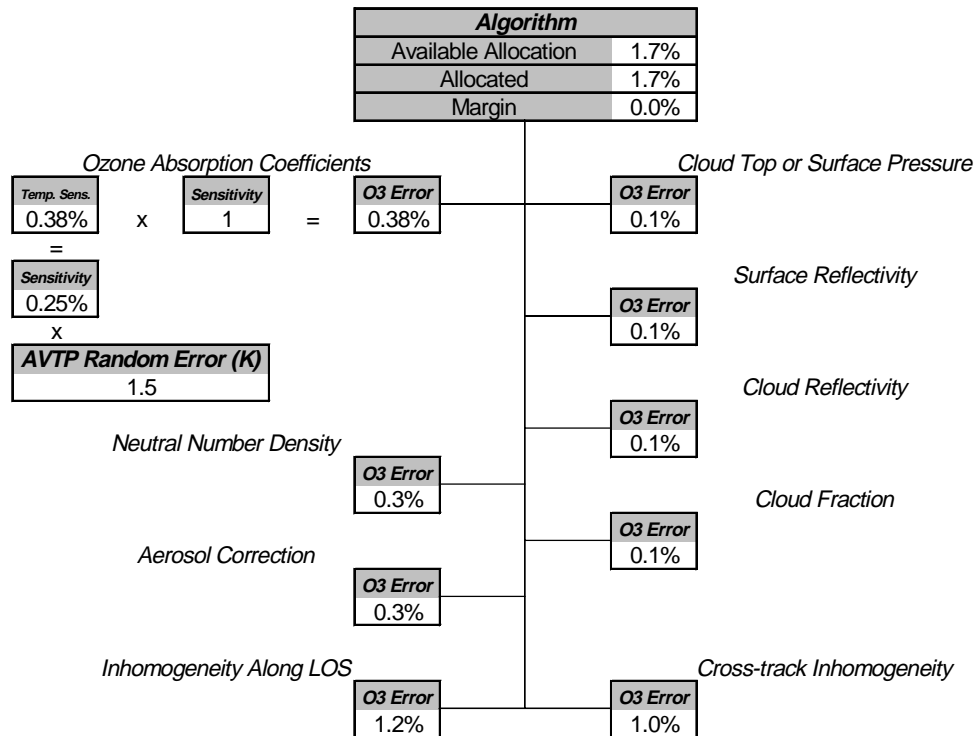 Algorithm
Available Allocation 1.7%
Allocated 1.7%
Margin 0.0%
Ozone Absorption Coefficients
Temp. Sens.
0.38%
x
Sensitivity
1
=
O3 Error
0.38%
=
Sensitivity
0.25%
x
AVTP Random Error (K)
1.5
Cloud Top or Surface Pressure
O3 Error
0.1%
Surface Reflectivity
O3 Error
0.1%
Cloud Reflectivity
O3 Error
0.1%
Neutral Number Density
O3 Error
0.3%
Cloud Fraction
O3 Error
0.1%
Aerosol Correction
O3 Error
0.3%
Inhomogeneity Along LOS
O3 Error
1.2%
Cross-track Inhomogeneity
O3 Error
1.0%